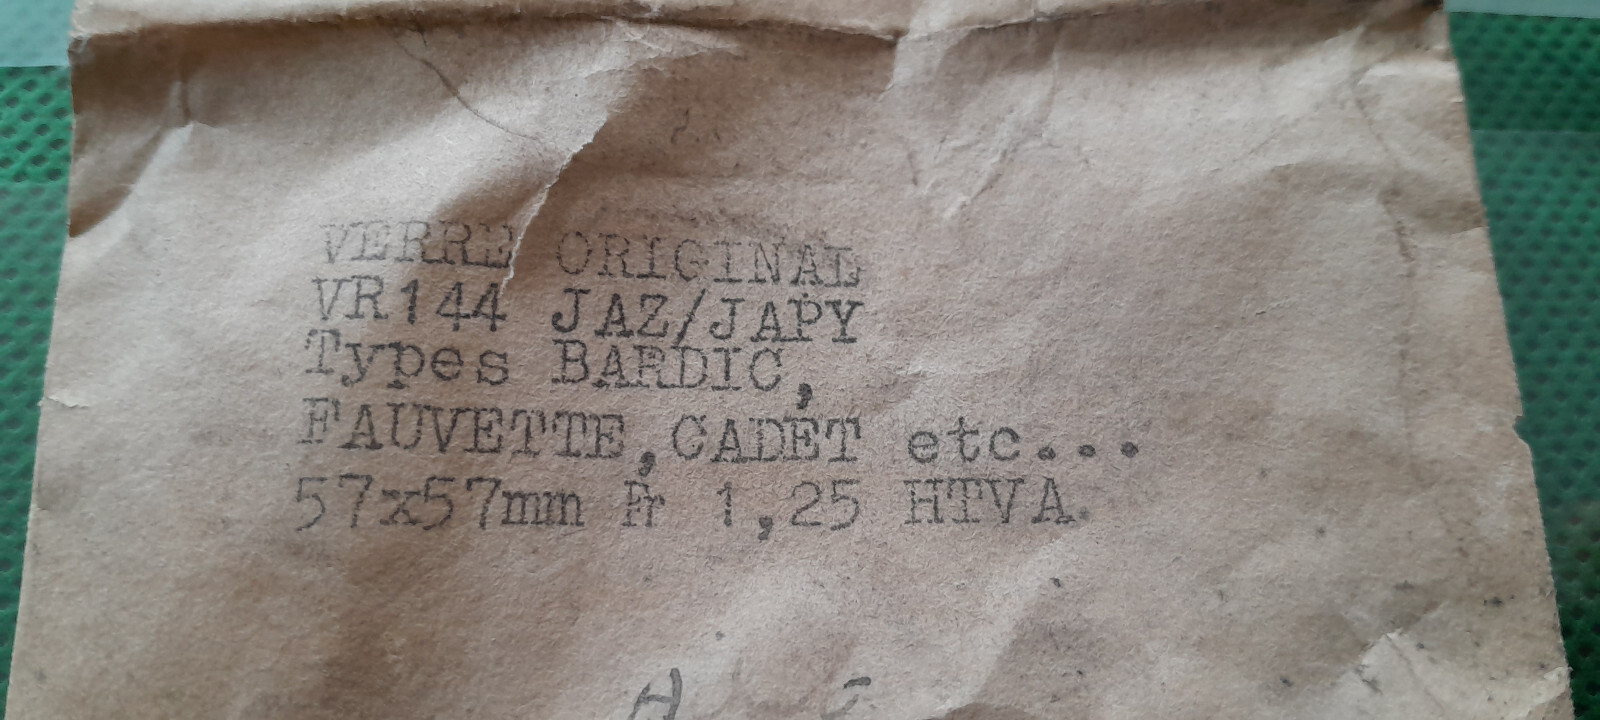 VERRE ORIGINAL
VR144 JAZ/JAPY
Types BARDIC,
FAUVETTE,CADET etc...
57x57mm Fr 1,25 HTVA.